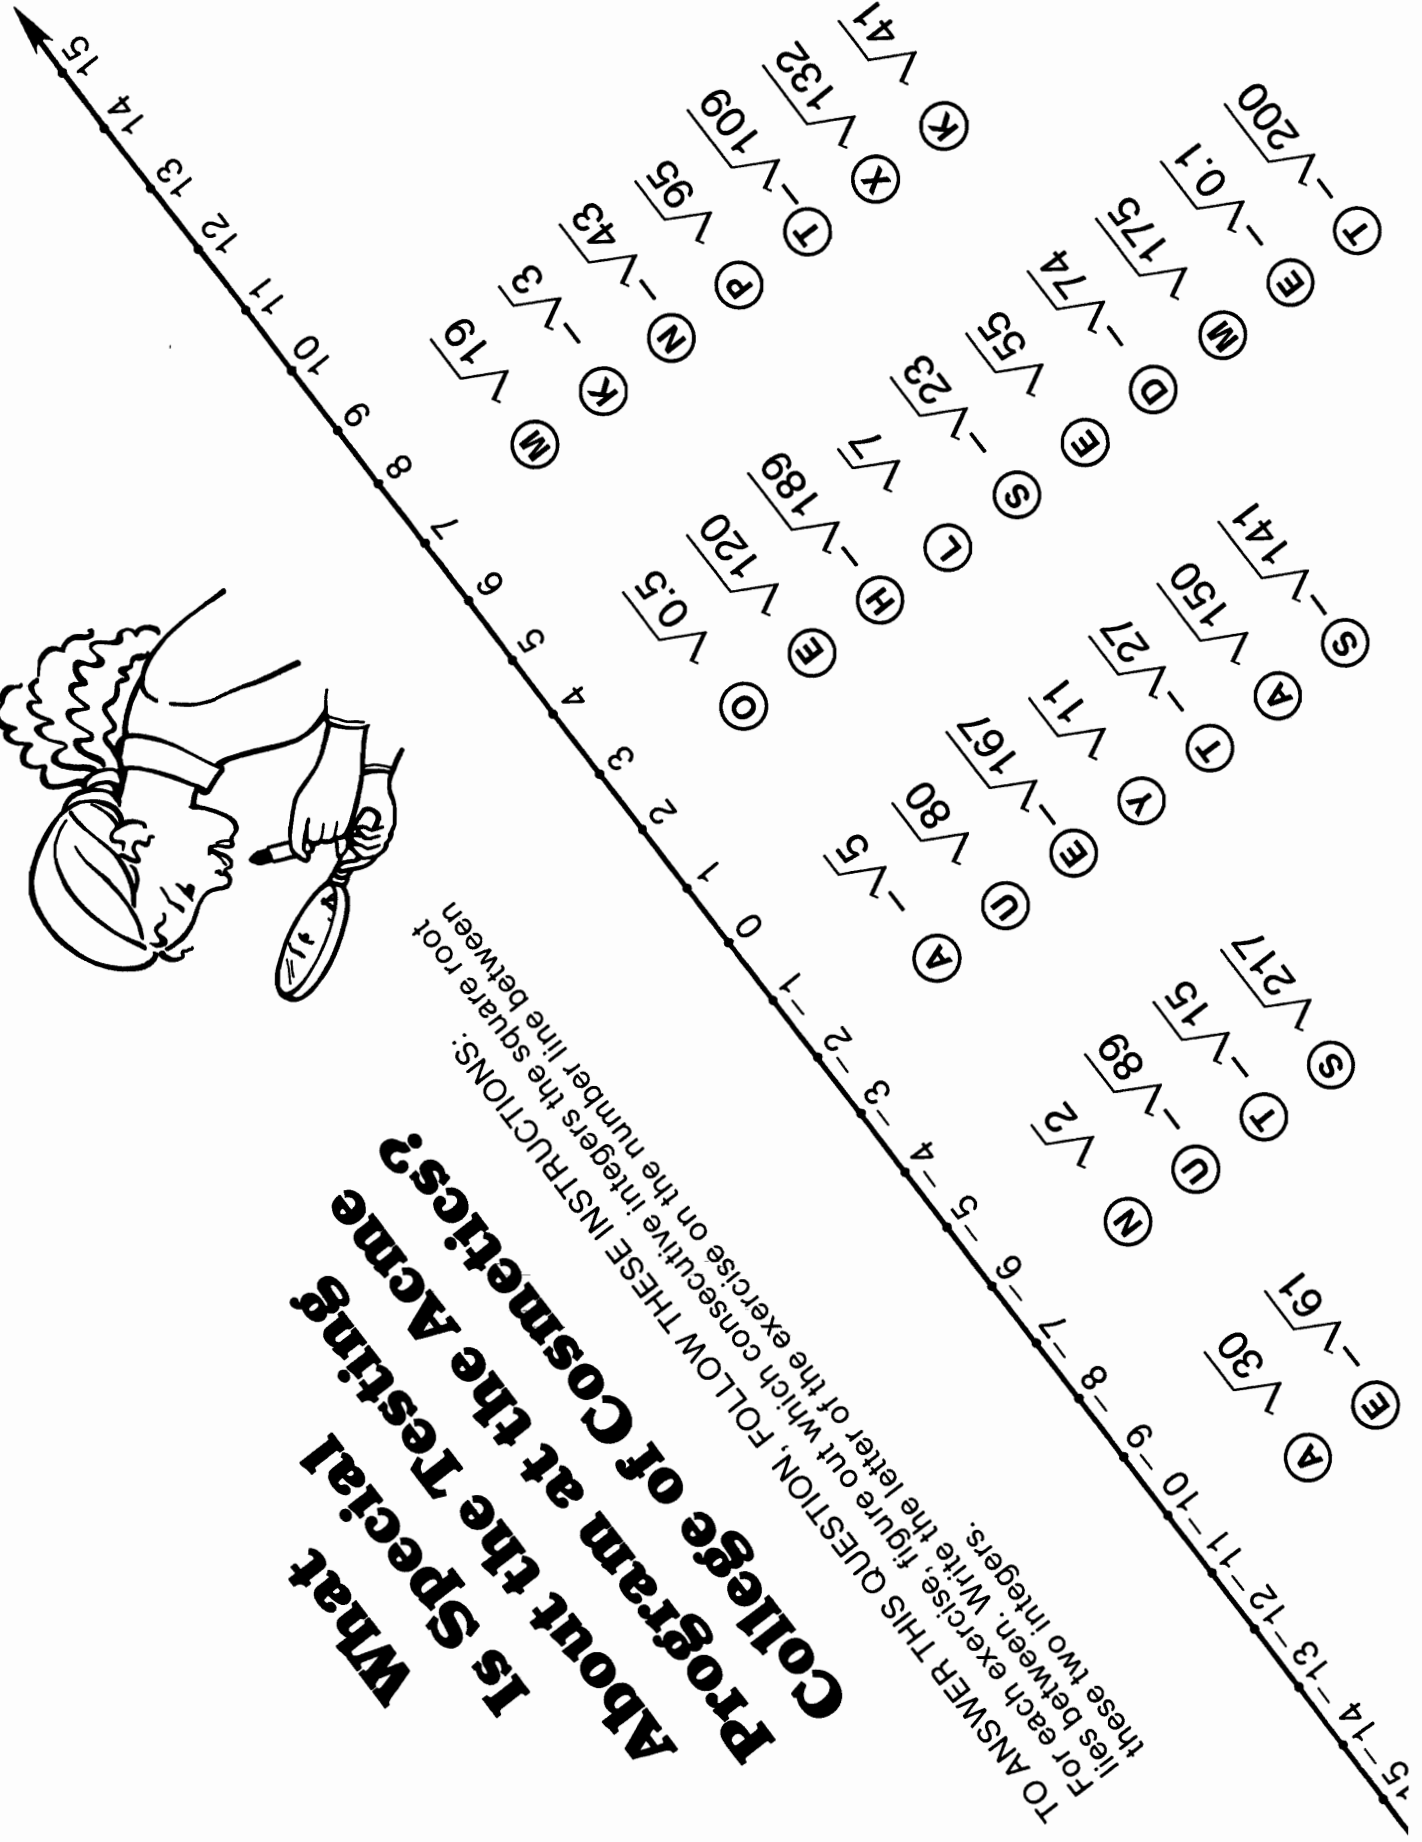 What
Is Special
About the Testing
Program at the Acme
College of Cosmetics?
TO ANSWER THIS QUESTION, FOLLOW THESE INSTRUCTIONS:
For each exercise, figure out which consecutive integers the square root
lies between. Write the letter of the exercise on the number line between
these two integers.
–15 –14 –13 –12 –11 –10 –9 –8 –7 –6 –5 –4 –3 –2 –1 0 1 2 3 4 5 6 7 8 9 10 11 12 13 14 15
A √30
E –√61
N √2
U –√89
T –√15
S √217
A –√5
U √80
E –√167
Y √11
T –√27
A √150
S –√141
O √0.5
E √120
H –√189
L √7
S –√23
E √55
D –√74
M √175
E –√0.1
T –√200
M √19
K –√3
N –√43
P √95
T –√109
X √132
K √41